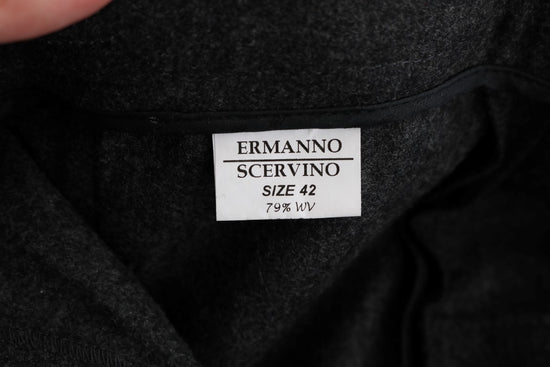 ERMANNO
SCERVINO
SIZE 42
79% WV